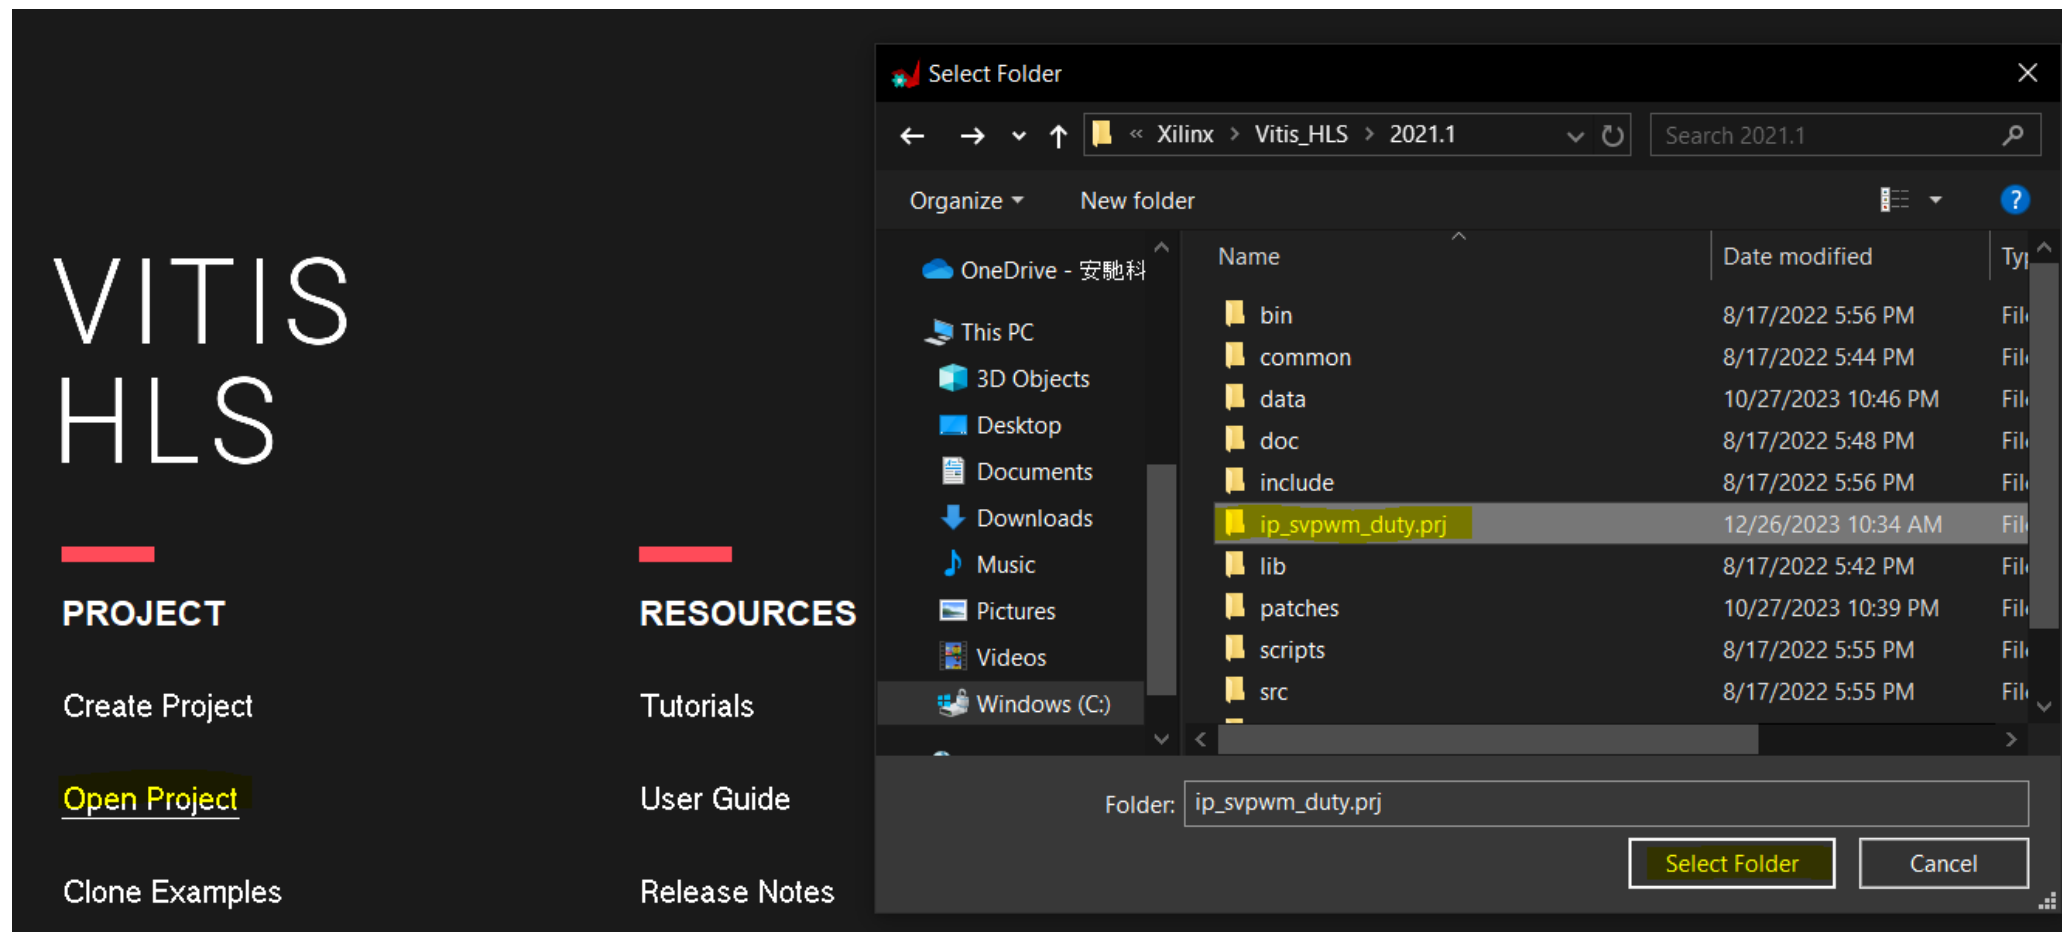 VITIS
HLS
PROJECT
Create Project
Open Project
Clone Examples
RESOURCES
Tutorials
User Guide
Release Notes
Select Folder
« Xilinx > Vitis_HLS > 2021.1
Search 2021.1
Organize
New folder
?
OneDrive - 安馳科
This PC
3D Objects
Desktop
Documents
Downloads
Music
Pictures
Videos
Windows (C:)
Name Date modified
bin 8/17/2022 5:56 PM
common 8/17/2022 5:44 PM
data 10/27/2023 10:46 PM
doc 8/17/2022 5:48 PM
include 8/17/2022 5:56 PM
ip_svpwm_duty.prj 12/26/2023 10:34 AM
lib 8/17/2022 5:42 PM
patches 10/27/2023 10:39 PM
scripts 8/17/2022 5:55 PM
src 8/17/2022 5:55 PM
Folder: ip_svpwm_duty.prj
Select Folder
Cancel